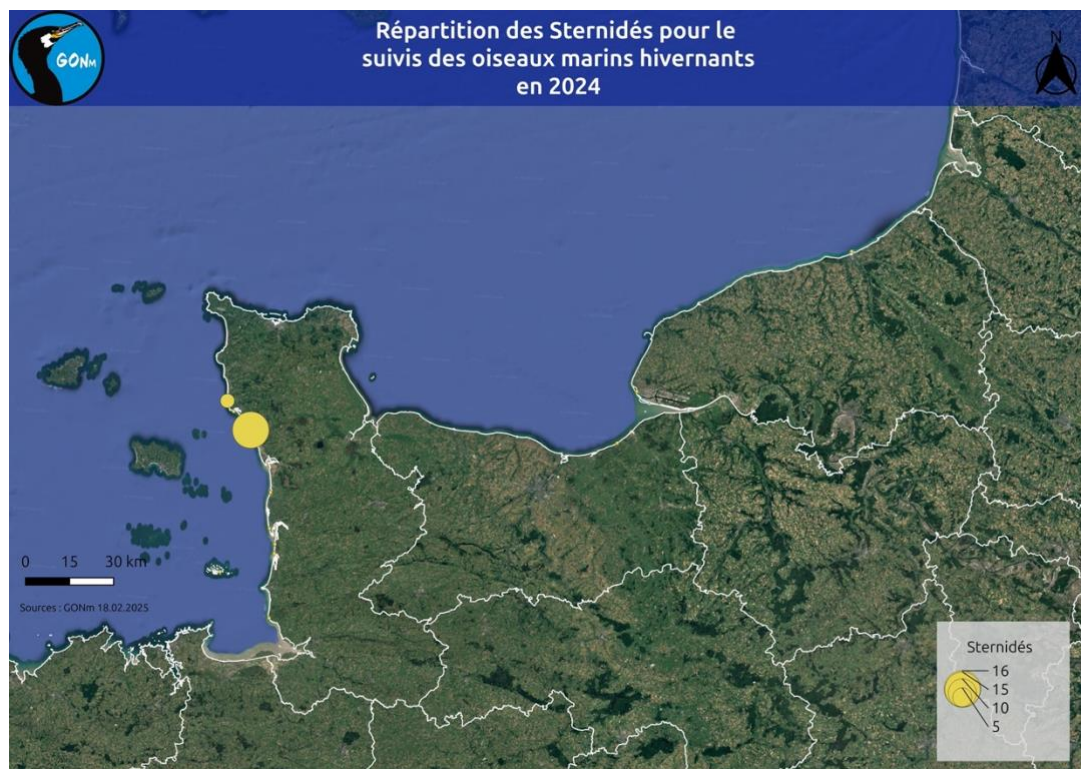 GONm
Répartition des Sternidés pour le
suivis des oiseaux marins hivernants
en 2024
N
0 15 30 km
Sources : GONm 18.02.2025
Sternidés
16
15
10
5